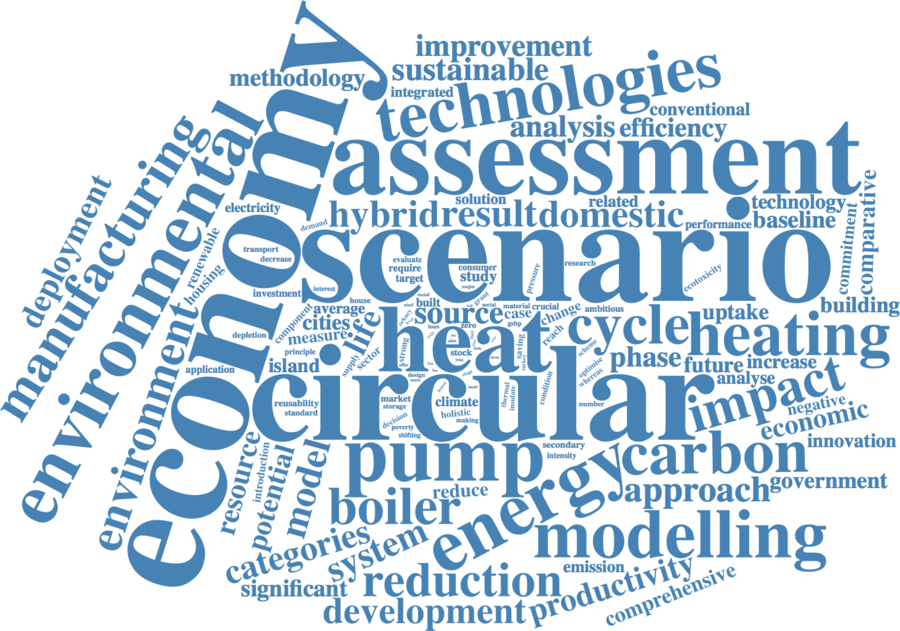 improvement
methodology
sustainable
technologies
integrated
conventional
analysis
efficiency
assessment
economy
environmental
manufacturing
deployment
electricity
solution
related
technology
hybrid
result
domestic
performance
baseline
commitment
comparative
demand
renewable
housing
transport
decrease
scenario
evaluate
require
target
consumer
study
major
pressure
research
ecotoxicity
investment
interest
house
average
component
cities
measure
life
built
source
grant
social
material
crucial
case
gshp
change
reach
ambitious
cycle
uptake
building
heating
heat
environment
depletion
principle
island
supply
sector
strong
loan
zero
stock
saving
scheme
optimise
whereas
phase
future
increase
analyse
application
circular
reusability
standard
market
storage
design
climate
holistic
making
decision
poverty
shifting
thermal
insulate
condition
number
impact
negative
economic
innovation
resource
introduction
potential
model
pump
secondary
intensity
energy
carbon
approach
government
boiler
reduce
modelling
categories
system
significant
reduction
emission
development
productivity
comprehensive